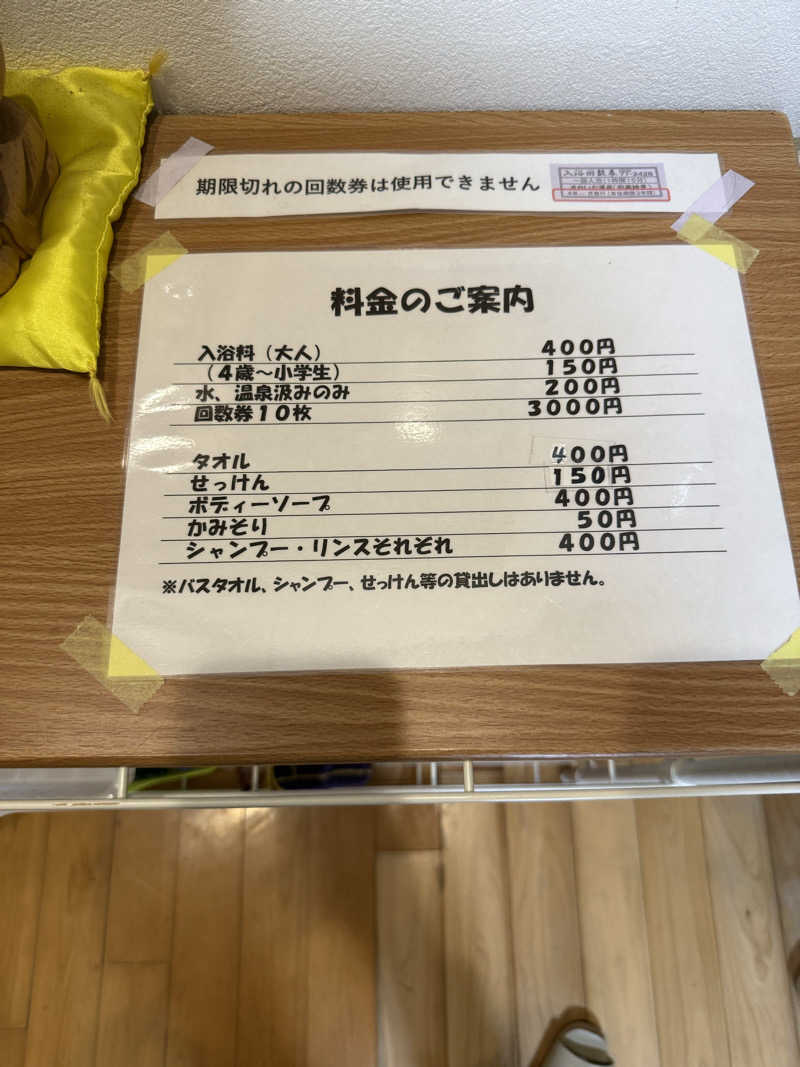 期限切れの回数券は使用できません
入浴回数券
料金のご案内
入浴料（大人） 400円
（4歳～小学生） 150円
水、温泉汲みのみ 200円
回数券10枚 3000円
タオル 400円
せっけん 150円
ボディーソープ 400円
かみそり 50円
シャンプー・リンスそれぞれ 400円
※バスタオル、シャンプー、せっけん等の貸出しはありません。